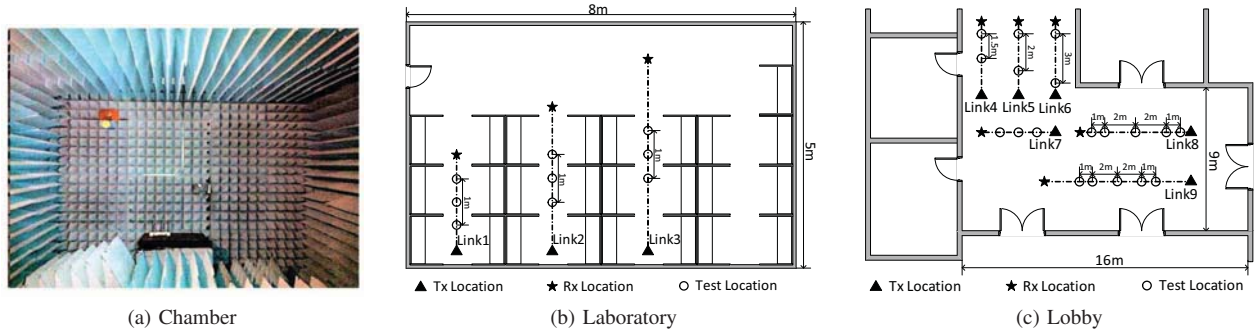 8m
5m
1m
1m
1m
Link1
Link2
Link3
Tx Location
Rx Location
Test Location
1.5m
2m
3m
Link4
Link5
Link6
Link7
1m
2m
2m
1m
Link8
1m
2m
2m
1m
Link9
9m
16m
Tx Location
Rx Location
Test Location
(a) Chamber
(b) Laboratory
(c) Lobby